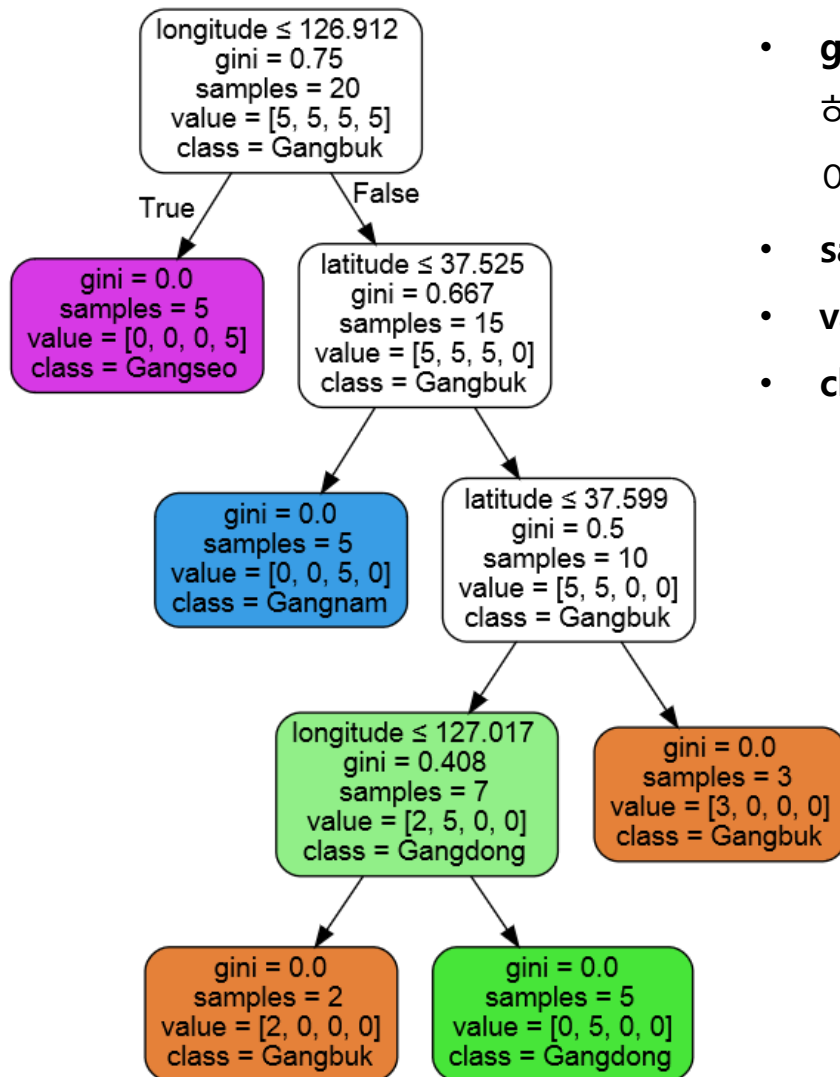 longitude ≤ 126.912
gini = 0.75
samples = 20
value = [5, 5, 5, 5]
class = Gangbuk
True
False
gini = 0.0
samples = 5
value = [0, 0, 0, 5]
class = Gangseo
latitude ≤ 37.525
gini = 0.667
samples = 15
value = [5, 5, 5, 0]
class = Gangbuk
gini = 0.0
samples = 5
value = [0, 0, 5, 0]
class = Gangnam
latitude ≤ 37.599
gini = 0.5
samples = 10
value = [5, 5, 0, 0]
class = Gangbuk
longitude ≤ 127.017
gini = 0.408
samples = 7
value = [2, 5, 0, 0]
class = Gangdong
gini = 0.0
samples = 3
value = [3, 0, 0, 0]
class = Gangbuk
gini = 0.0
samples = 2
value = [2, 0, 0, 0]
class = Gangbuk
gini = 0.0
samples = 5
value = [0, 5, 0, 0]
class = Gangdong